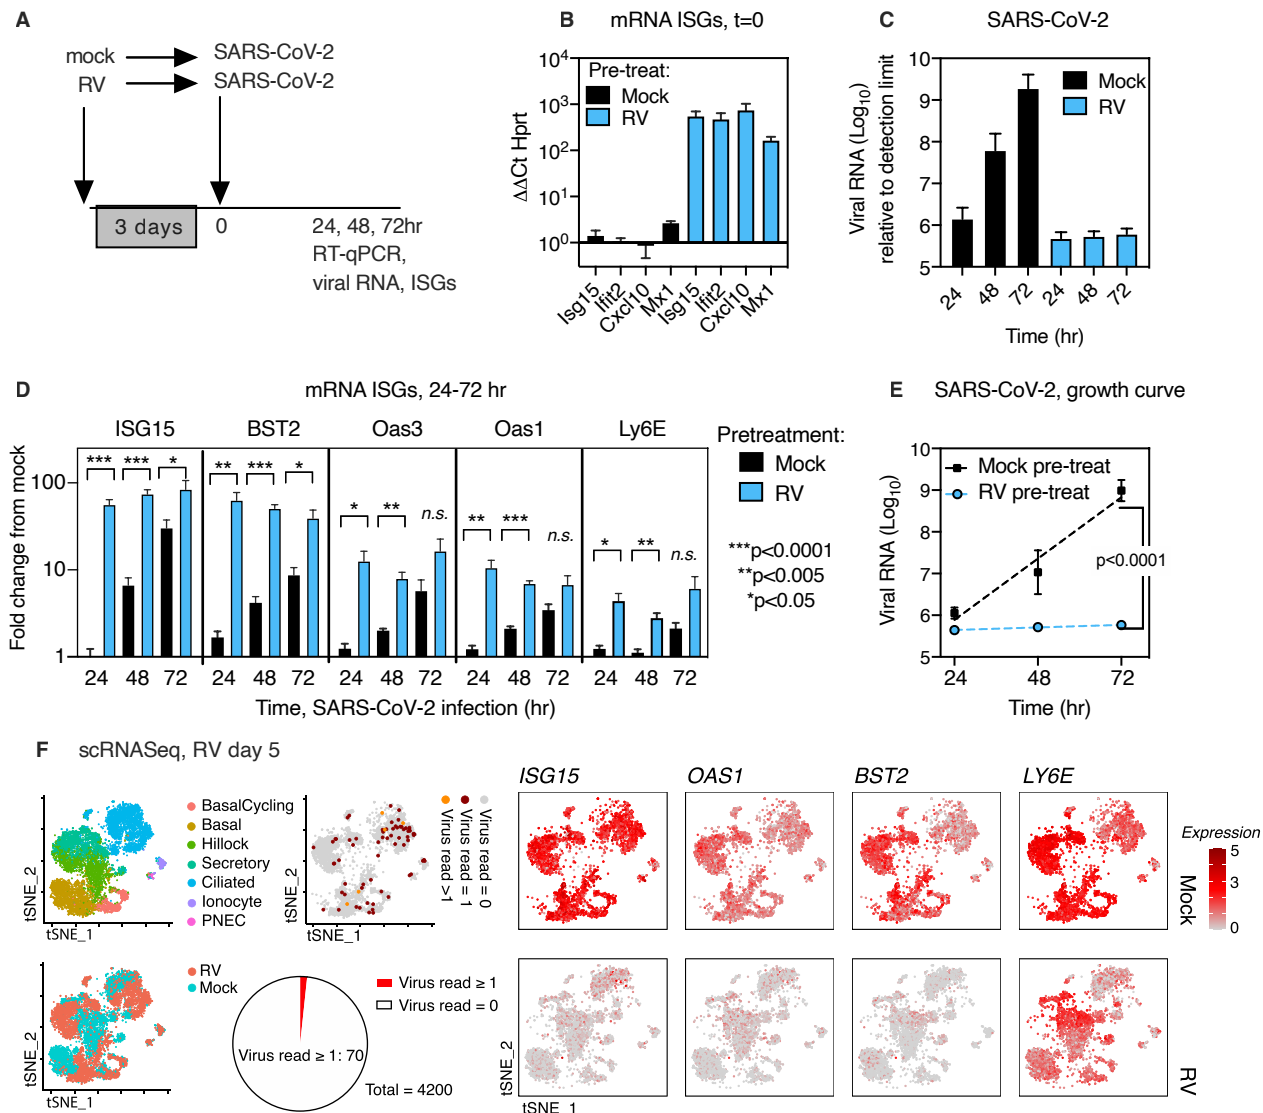 A
mock
SARS-CoV-2
RV
SARS-CoV-2
3 days
0
24, 48, 72hr
RT-qPCR,
viral RNA, ISGs
B
mRNA ISGs, t=0
ΔΔCt Hprt
10⁴
10³
10²
10¹
10⁰
Pre-treat:
Mock
RV
Isg15
Ifit2
Cxcl10
Mx1
Isg15
Ifit2
Cxcl10
Mx1
C
SARS-CoV-2
Viral RNA (Log₁₀)
relative to detection limit
10
9
8
7
6
5
Mock
RV
24
48
72
24
48
72
Time (hr)
D
mRNA ISGs, 24-72 hr
ISG15
BST2
Oas3
Oas1
Ly6E
Fold change from mock
100
10
1
***
***
*
**
***
*
*
**
n.s.
**
***
n.s.
*
**
n.s.
24 48 72
24 48 72
24 48 72
24 48 72
24 48 72
Time, SARS-CoV-2 infection (hr)
Pretreatment:
Mock
RV
***p<0.0001
**p<0.005
*p<0.05
E
SARS-CoV-2, growth curve
Viral RNA (Log₁₀)
10
9
8
7
6
5
Mock pre-treat
RV pre-treat
p<0.0001
24
48
72
Time (hr)
F
scRNASeq, RV day 5
tSNE_2
tSNE_1
BasalCycling
Basal
Hillock
Secretory
Ciliated
Ionocyte
PNEC
tSNE_2
tSNE_1
Virus read >1
Virus read = 1
Virus read = 0
tSNE_2
tSNE_1
RV
Mock
Virus read ≥ 1
Virus read = 0
Virus read ≥ 1: 70
Total = 4200
ISG15
OAS1
BST2
LY6E
Mock
RV
tSNE_2
tSNE_1
Expression
5
3
0